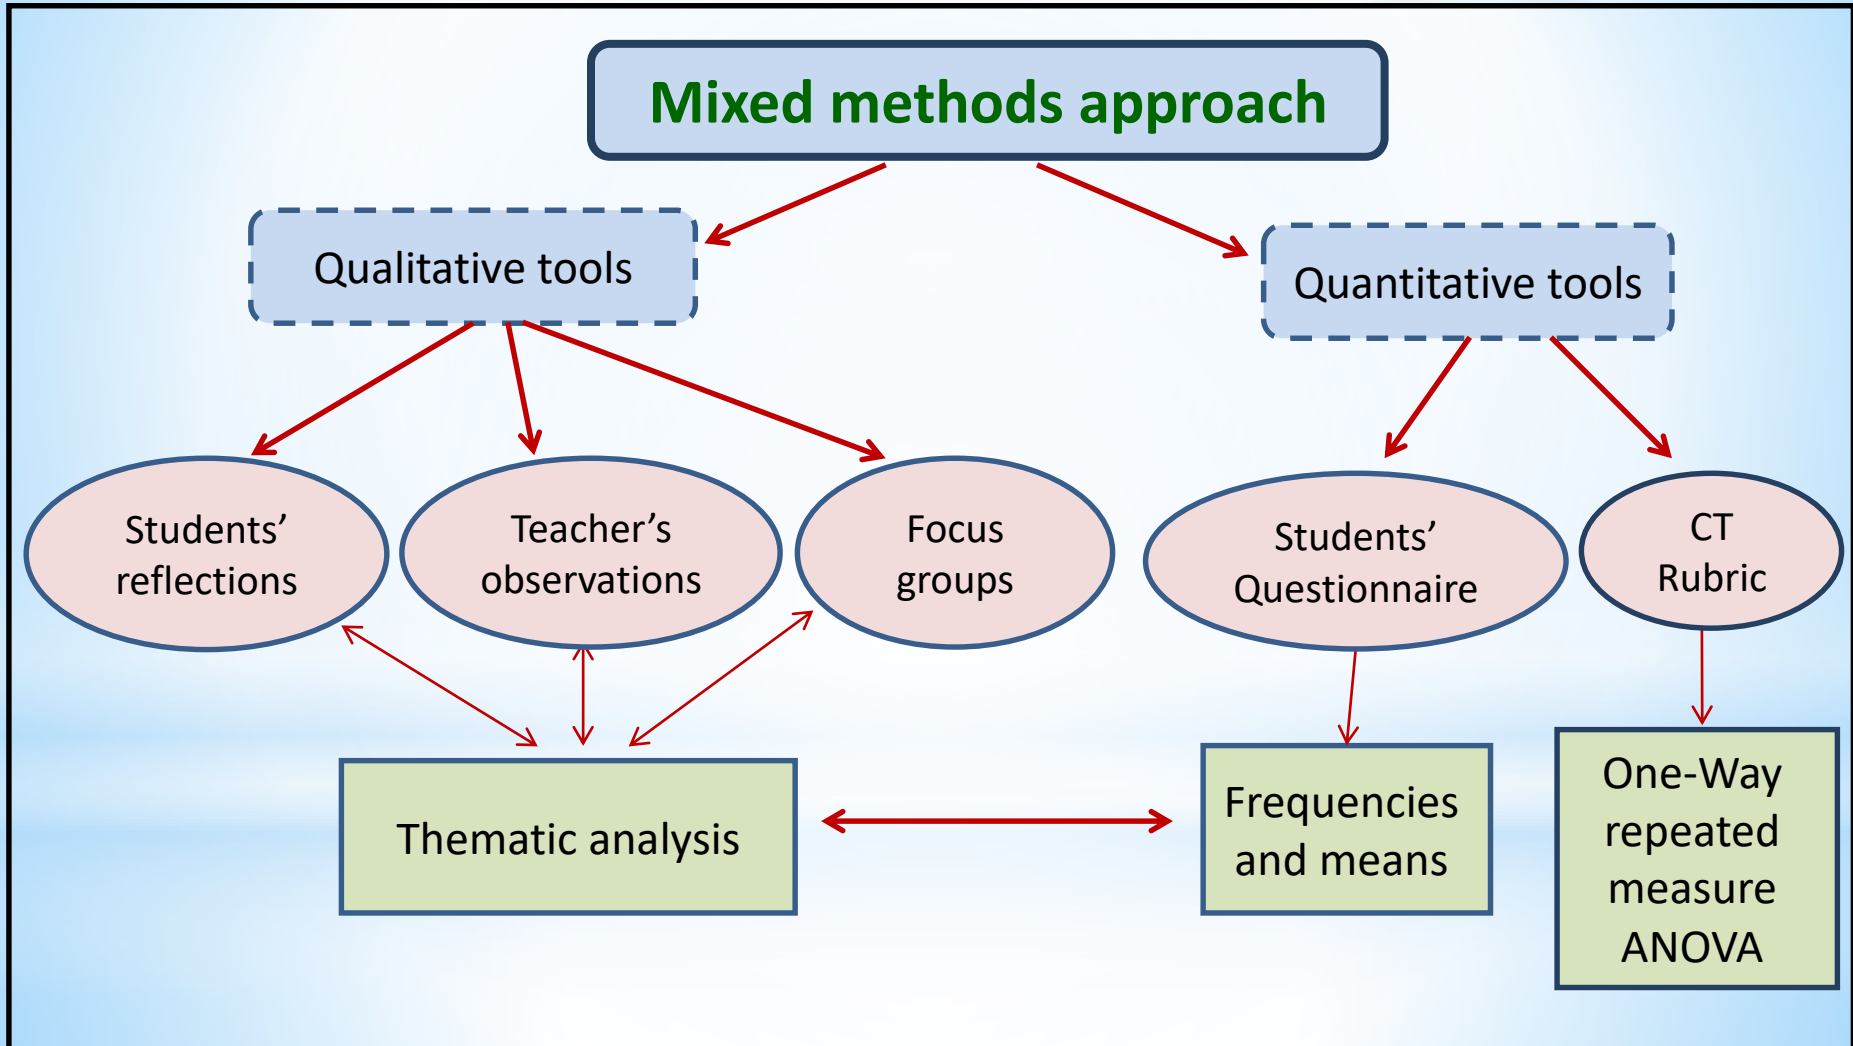 Mixed methods approach
Qualitative tools
Quantitative tools
Students’
reflections
Teacher’s
observations
Focus
groups
Students’
Questionnaire
CT
Rubric
Thematic analysis
Frequencies
and means
One-Way
repeated
measure
ANOVA